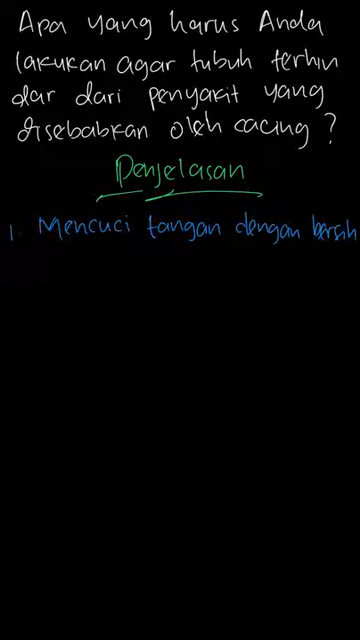 Apa yang harus Anda
lakukan agar tubuh terhin
dar dari penyakit yang
disebabkan oleh cacing?
Penjelasan
1. Mencuci tangan dengan bersih